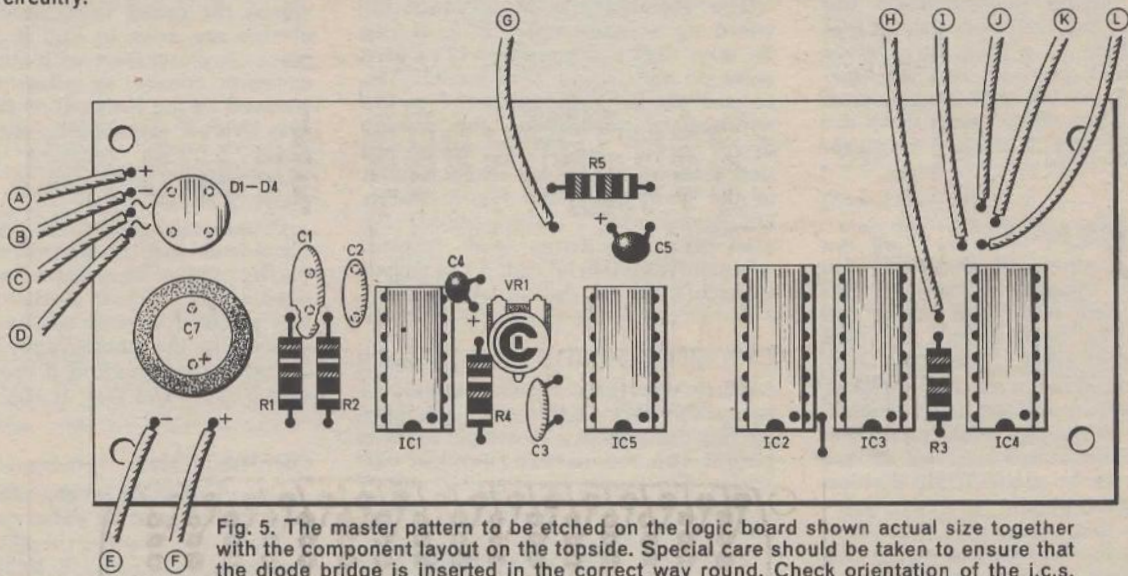 circuitry.
G H I J K L
R5
+ D1–D4
A −
B
C C1 C2 + C5
D C4
VR1
C7 +
+
R1 R2 R4 R3
IC1 C3 IC5 IC2 IC3 IC4
− +
E F
Fig. 5. The master pattern to be etched on the logic board shown actual size together
with the component layout on the topside. Special care should be taken to ensure that
the diode bridge is inserted in the correct way round. Check orientation of the i.c.s.